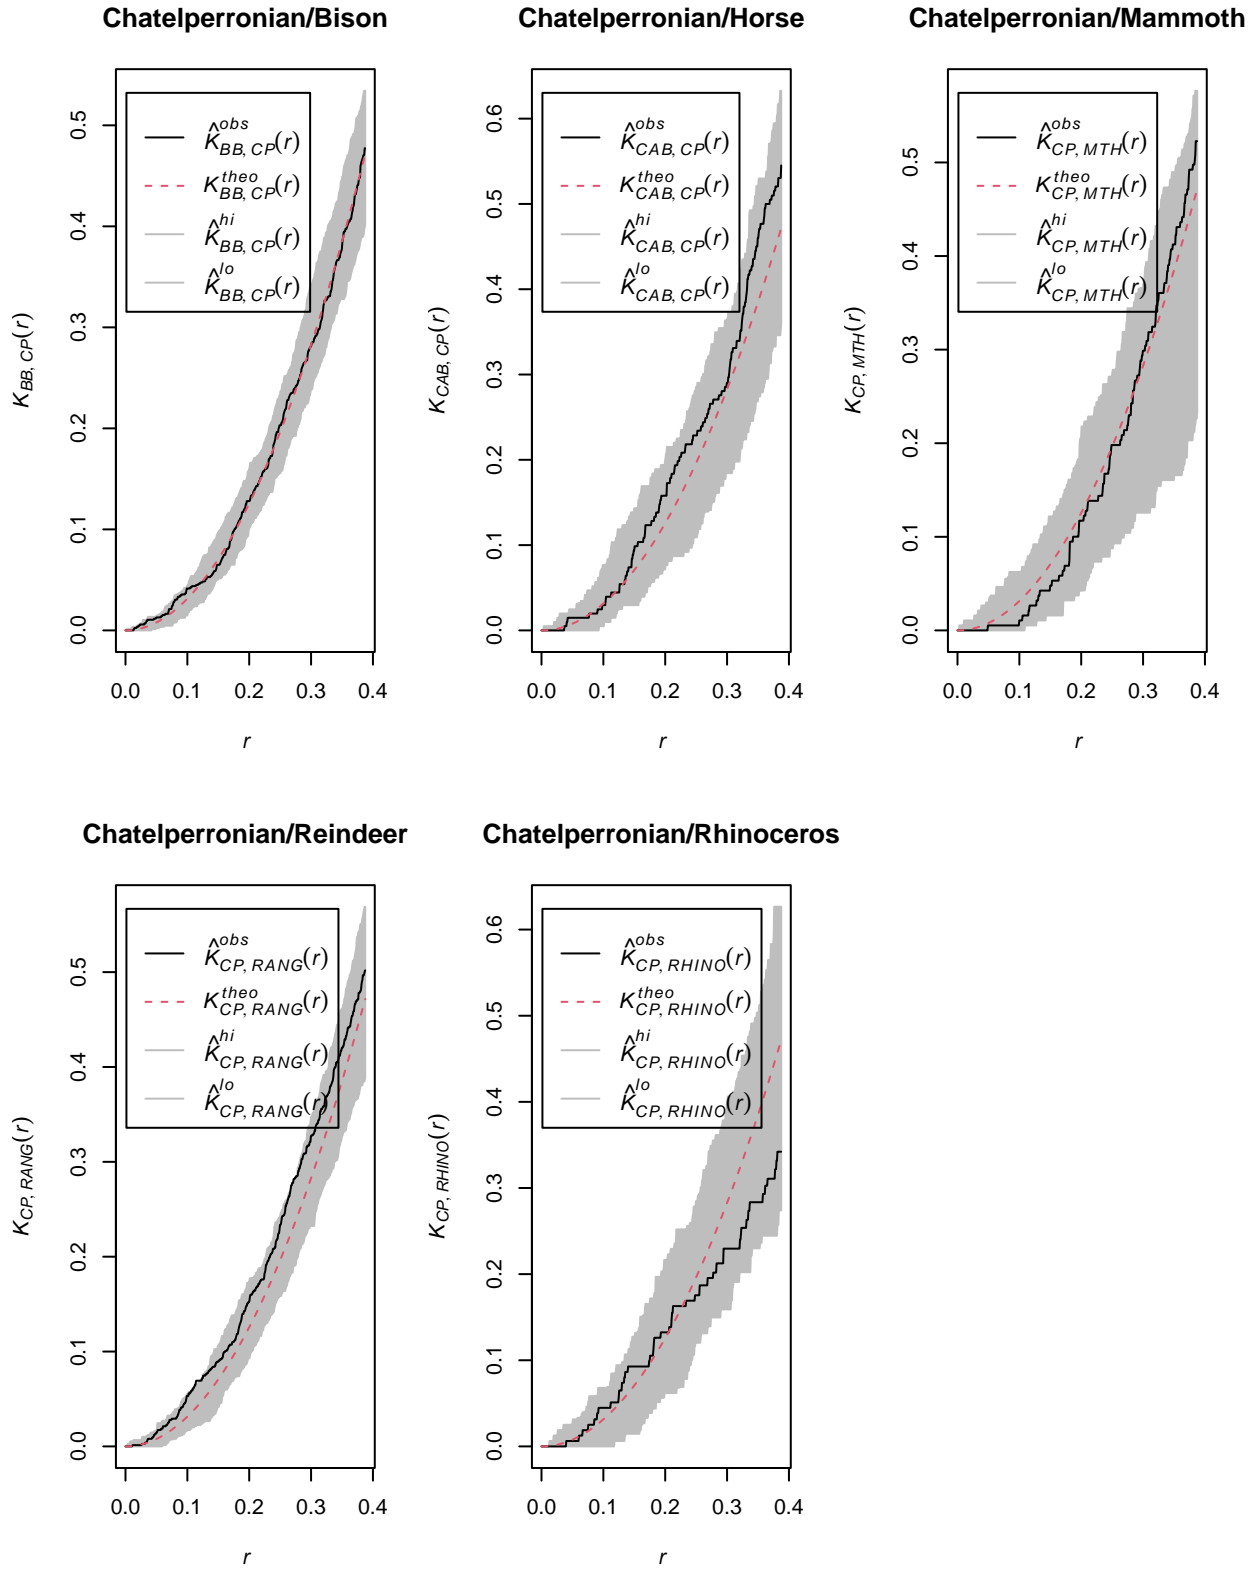 Chatelperronian/Bison
K̂^obs_BB, CP(r)
K^theo_BB, CP(r)
K̂^hi_BB, CP(r)
K̂^lo_BB, CP(r)
K_BB, CP(r)
0.0 0.1 0.2 0.3 0.4 0.5
0.0 0.1 0.2 0.3 0.4
r
Chatelperronian/Horse
K̂^obs_CAB, CP(r)
K^theo_CAB, CP(r)
K̂^hi_CAB, CP(r)
K̂^lo_CAB, CP(r)
K_CAB, CP(r)
0.0 0.1 0.2 0.3 0.4 0.5 0.6
0.0 0.1 0.2 0.3 0.4
r
Chatelperronian/Mammoth
K̂^obs_CP, MTH(r)
K^theo_CP, MTH(r)
K̂^hi_CP, MTH(r)
K̂^lo_CP, MTH(r)
K_CP, MTH(r)
0.0 0.1 0.2 0.3 0.4 0.5
0.0 0.1 0.2 0.3 0.4
r
Chatelperronian/Reindeer
K̂^obs_CP, RANG(r)
K^theo_CP, RANG(r)
K̂^hi_CP, RANG(r)
K̂^lo_CP, RANG(r)
K_CP, RANG(r)
0.0 0.1 0.2 0.3 0.4 0.5
0.0 0.1 0.2 0.3 0.4
r
Chatelperronian/Rhinoceros
K̂^obs_CP, RHINO(r)
K^theo_CP, RHINO(r)
K̂^hi_CP, RHINO(r)
K̂^lo_CP, RHINO(r)
K_CP, RHINO(r)
0.0 0.1 0.2 0.3 0.4 0.5 0.6
0.0 0.1 0.2 0.3 0.4
r